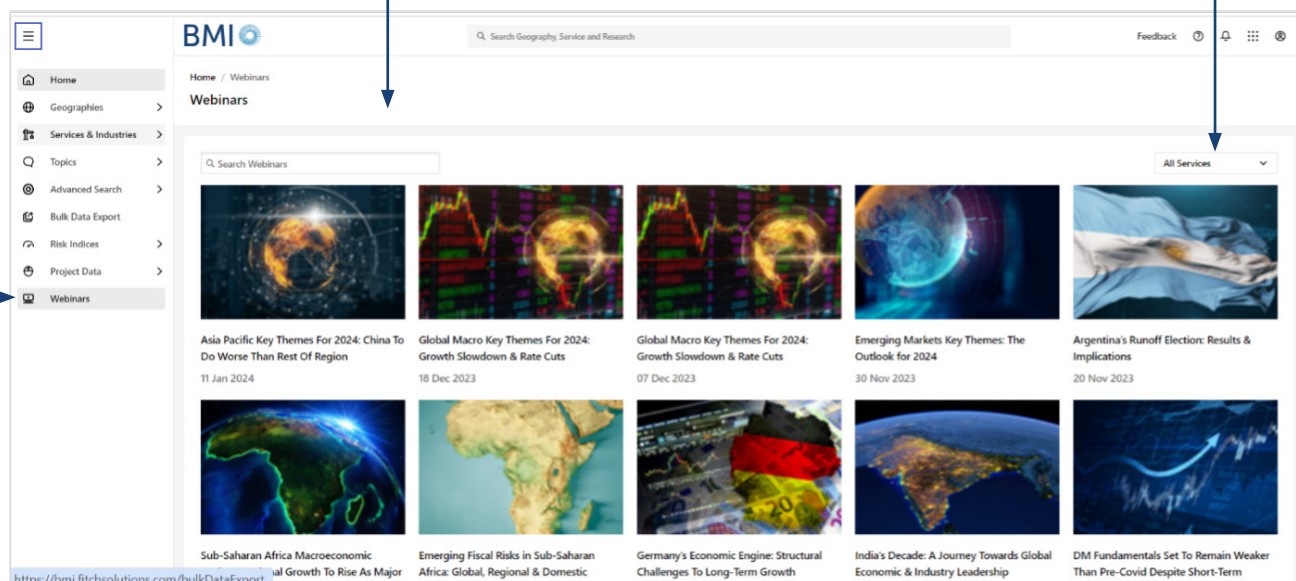 BMI
Search Geography, Service and Research
Feedback
Home
Geographies
Services & Industries
Topics
Advanced Search
Bulk Data Export
Risk Indices
Project Data
Webinars
Home / Webinars
Webinars
Search Webinars
All Services
Asia Pacific Key Themes For 2024: China To
Do Worse Than Rest Of Region
11 Jan 2024
Global Macro Key Themes For 2024:
Growth Slowdown & Rate Cuts
18 Dec 2023
Global Macro Key Themes For 2024:
Growth Slowdown & Rate Cuts
07 Dec 2023
Emerging Markets Key Themes: The
Outlook for 2024
30 Nov 2023
Argentina's Runoff Election: Results &
Implications
20 Nov 2023
Sub-Saharan Africa Macroeconomic
al Growth To Rise As Major
Emerging Fiscal Risks in Sub-Saharan
Africa: Global, Regional & Domestic
Germany's Economic Engine: Structural
Challenges To Long-Term Growth
20
India's Decade: A Journey Towards Global
Economic & Industry Leadership
DM Fundamentals Set To Remain Weaker
Than Pre-Covid Despite Short-Term
https://bmi.fitchsolutions.com/bulkDataExport